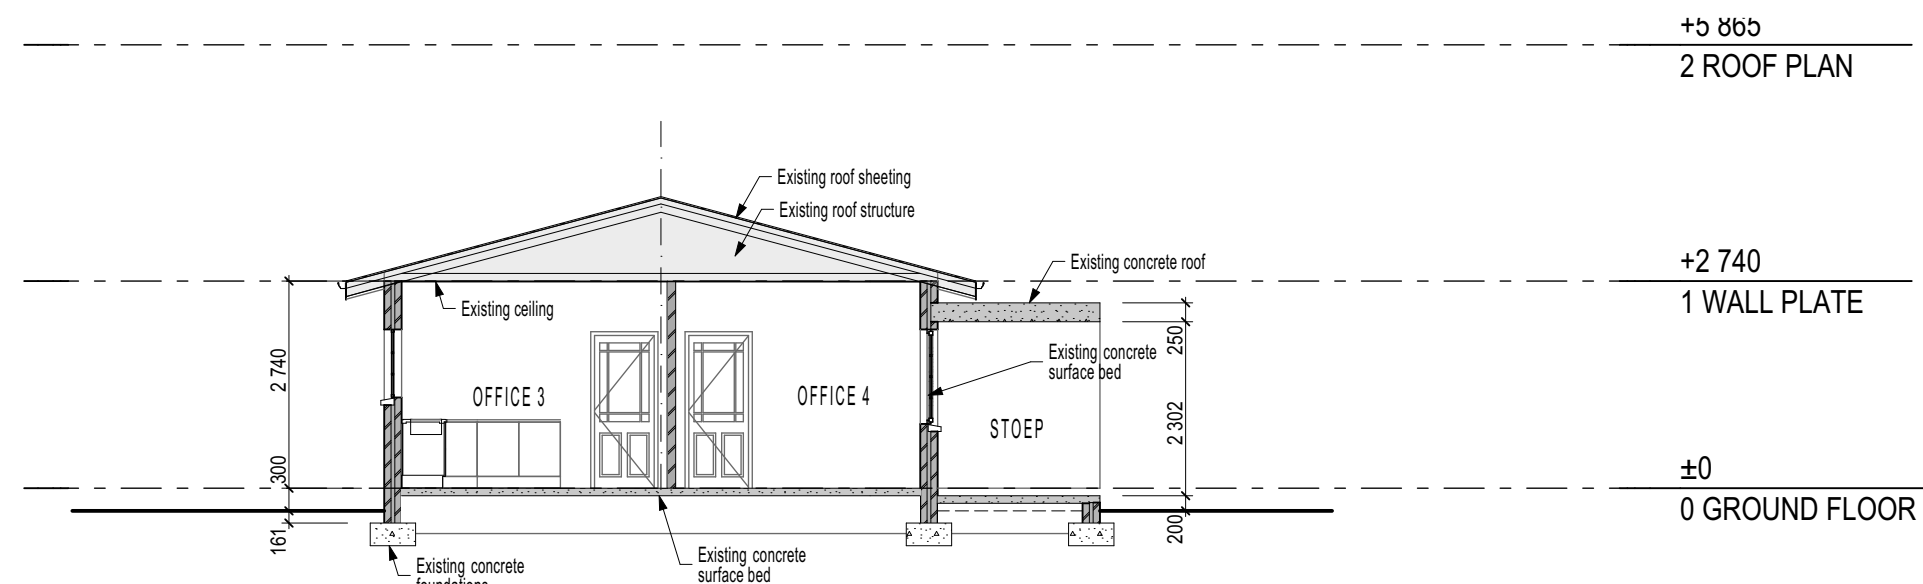 +5 865
2 ROOF PLAN
Existing roof sheeting
Existing roof structure
+2 740
1 WALL PLATE
Existing concrete roof
Existing ceiling
250
Existing concrete
surface bed
2 740
OFFICE 3
OFFICE 4
2 302
STOEP
300
±0
0 GROUND FLOOR
161
200
Existing concrete
surface bed
Existing concrete
foundations